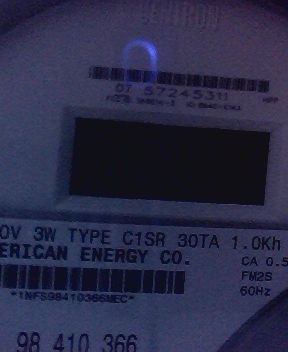 CENTRON
07 57245311
0V 3W TYPE C1SR 30TA 1.0Kh
ERICAN ENERGY CO.
CA 0.5
FM2S
*1NFS98410366MEC*
60Hz
98 410 366